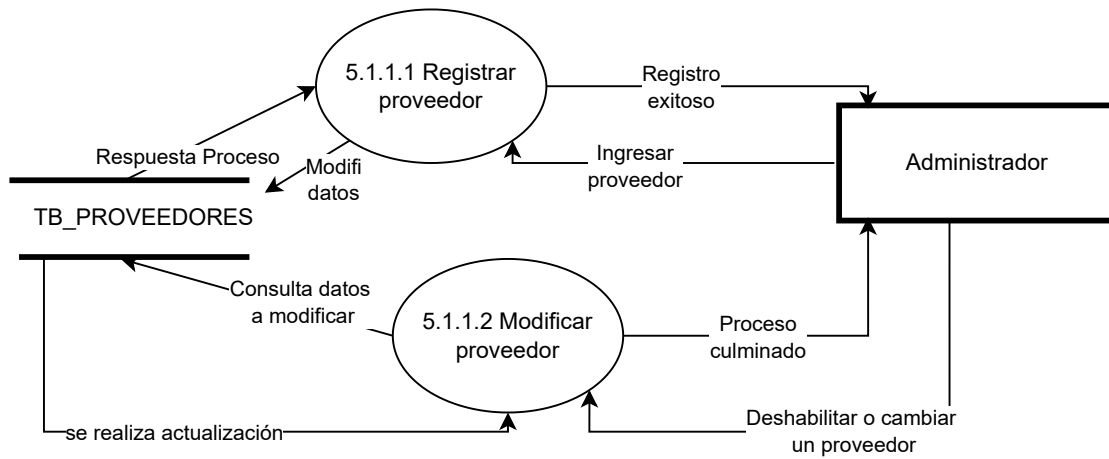 5.1.1.1 Registrar
proveedor
Registro
exitoso
Respuesta Proceso
Modifi
datos
Ingresar
proveedor
Administrador
TB_PROVEEDORES
Consulta datos
a modificar
5.1.1.2 Modificar
proveedor
Proceso
culminado
se realiza actualización
Deshabilitar o cambiar
un proveedor